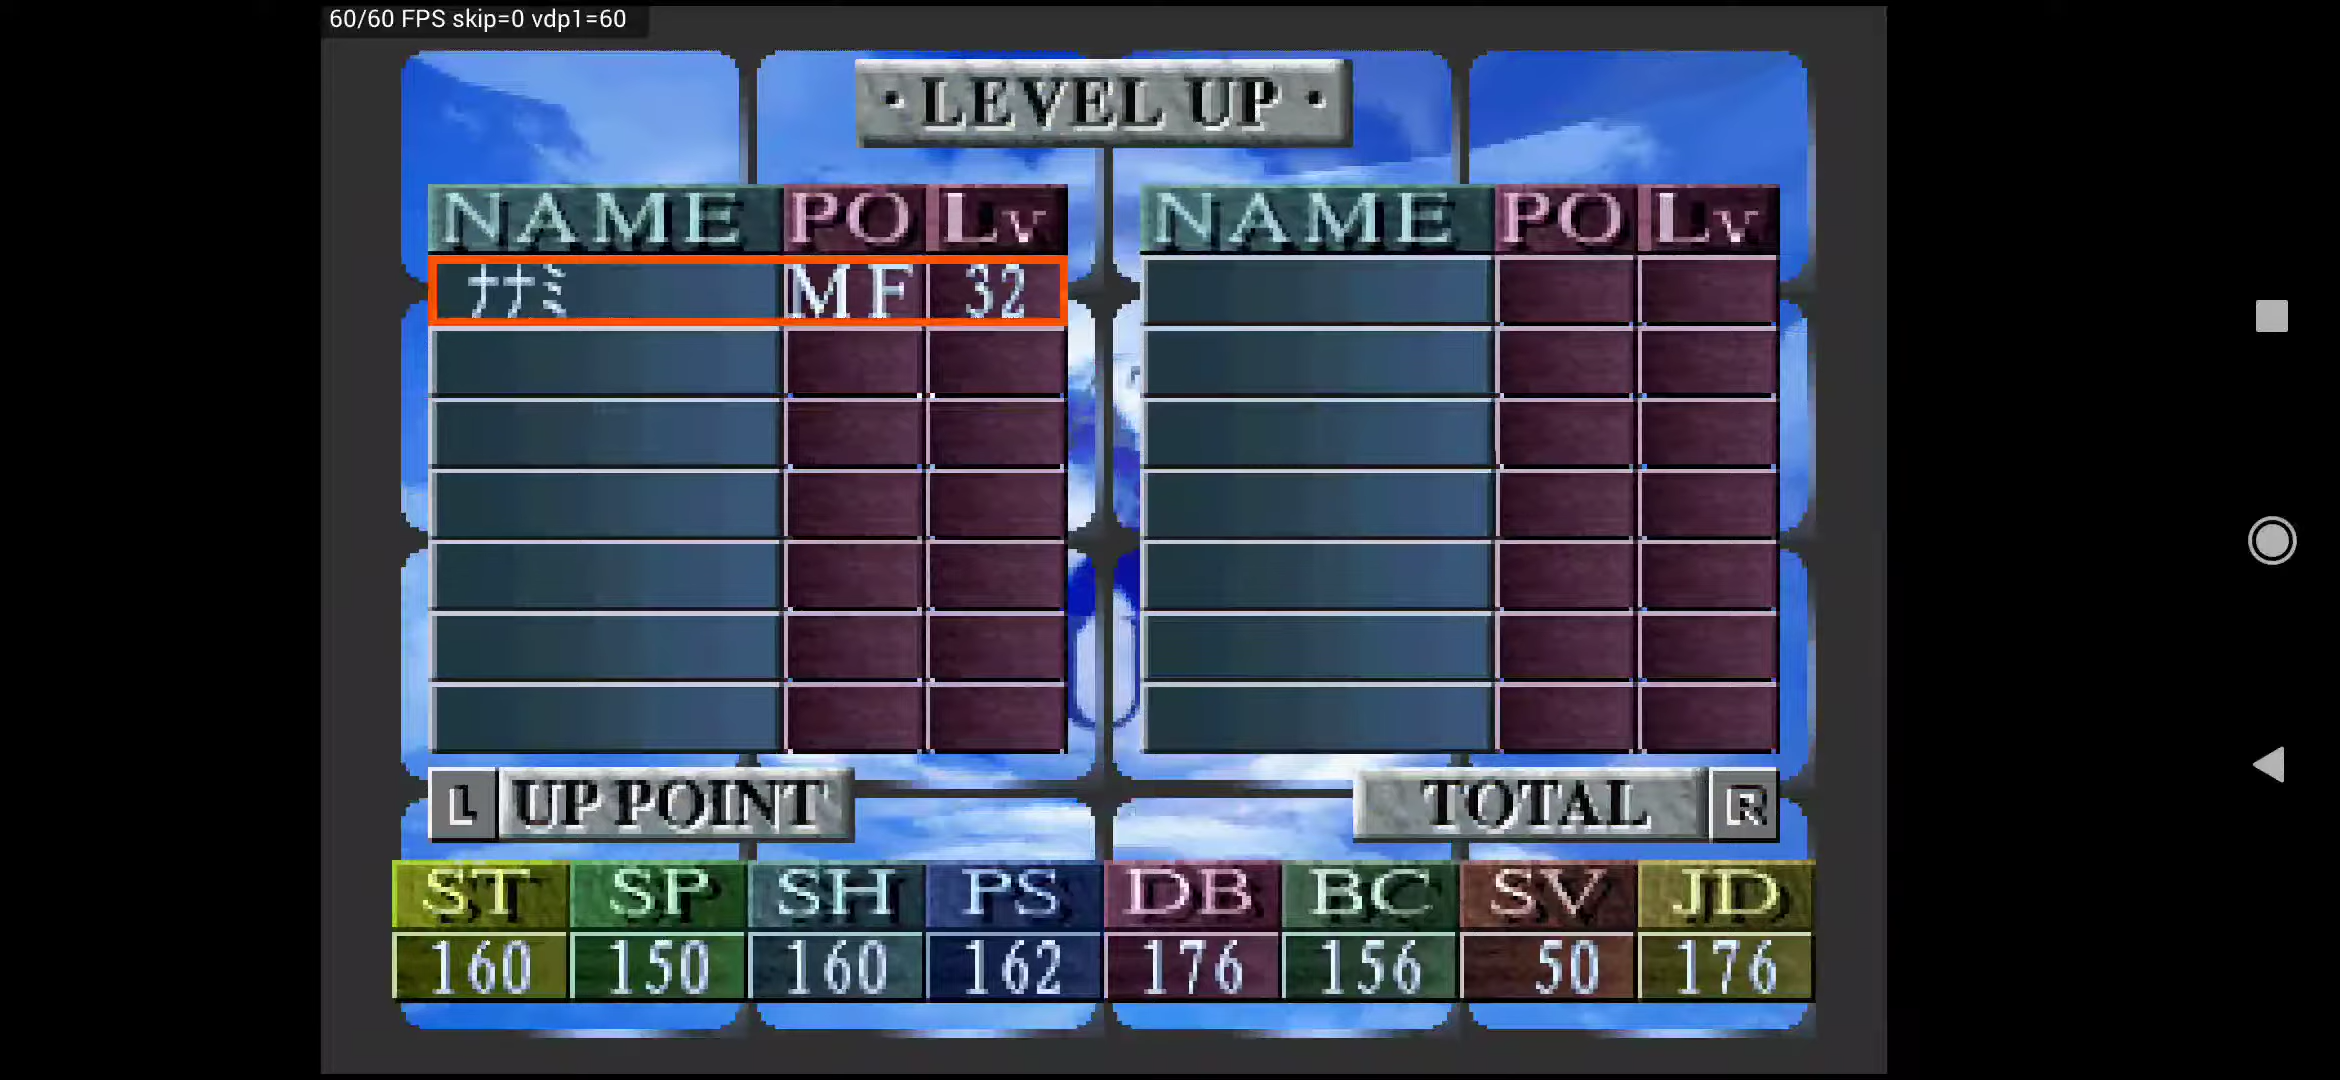 60/60 FPS skip=0 vdp1=60
・LEVEL UP・
NAME PO Lv NAME PO Lv
ナナミ MF 32
L UP POINT TOTAL R
ST SP SH PS DB BC SV JD
160 150 160 162 176 156 50 176